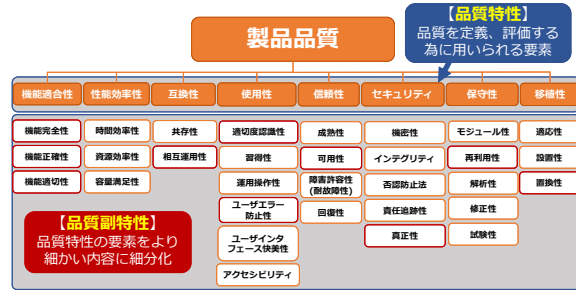 製品品質
【品質特性】
品質を定義、評価する
為に用いられる要素
機能適合性
性能効率性
互換性
使用性
信頼性
セキュリティ
保守性
移植性
機能完全性
機能正確性
機能適切性
時間効率性
資源効率性
容量満足性
共存性
相互運用性
適切度認識性
習得性
運用操作性
ユーザエラー
防止性
ユーザインタ
フェース快美性
アクセシビリティ
成熟性
可用性
障害許容性
(耐故障性)
回復性
機密性
インテグリティ
否認防止法
責任追跡性
真正性
モジュール性
再利用性
解析性
修正性
試験性
適応性
設置性
置換性
【品質副特性】
品質特性の要素をより
細かい内容に細分化